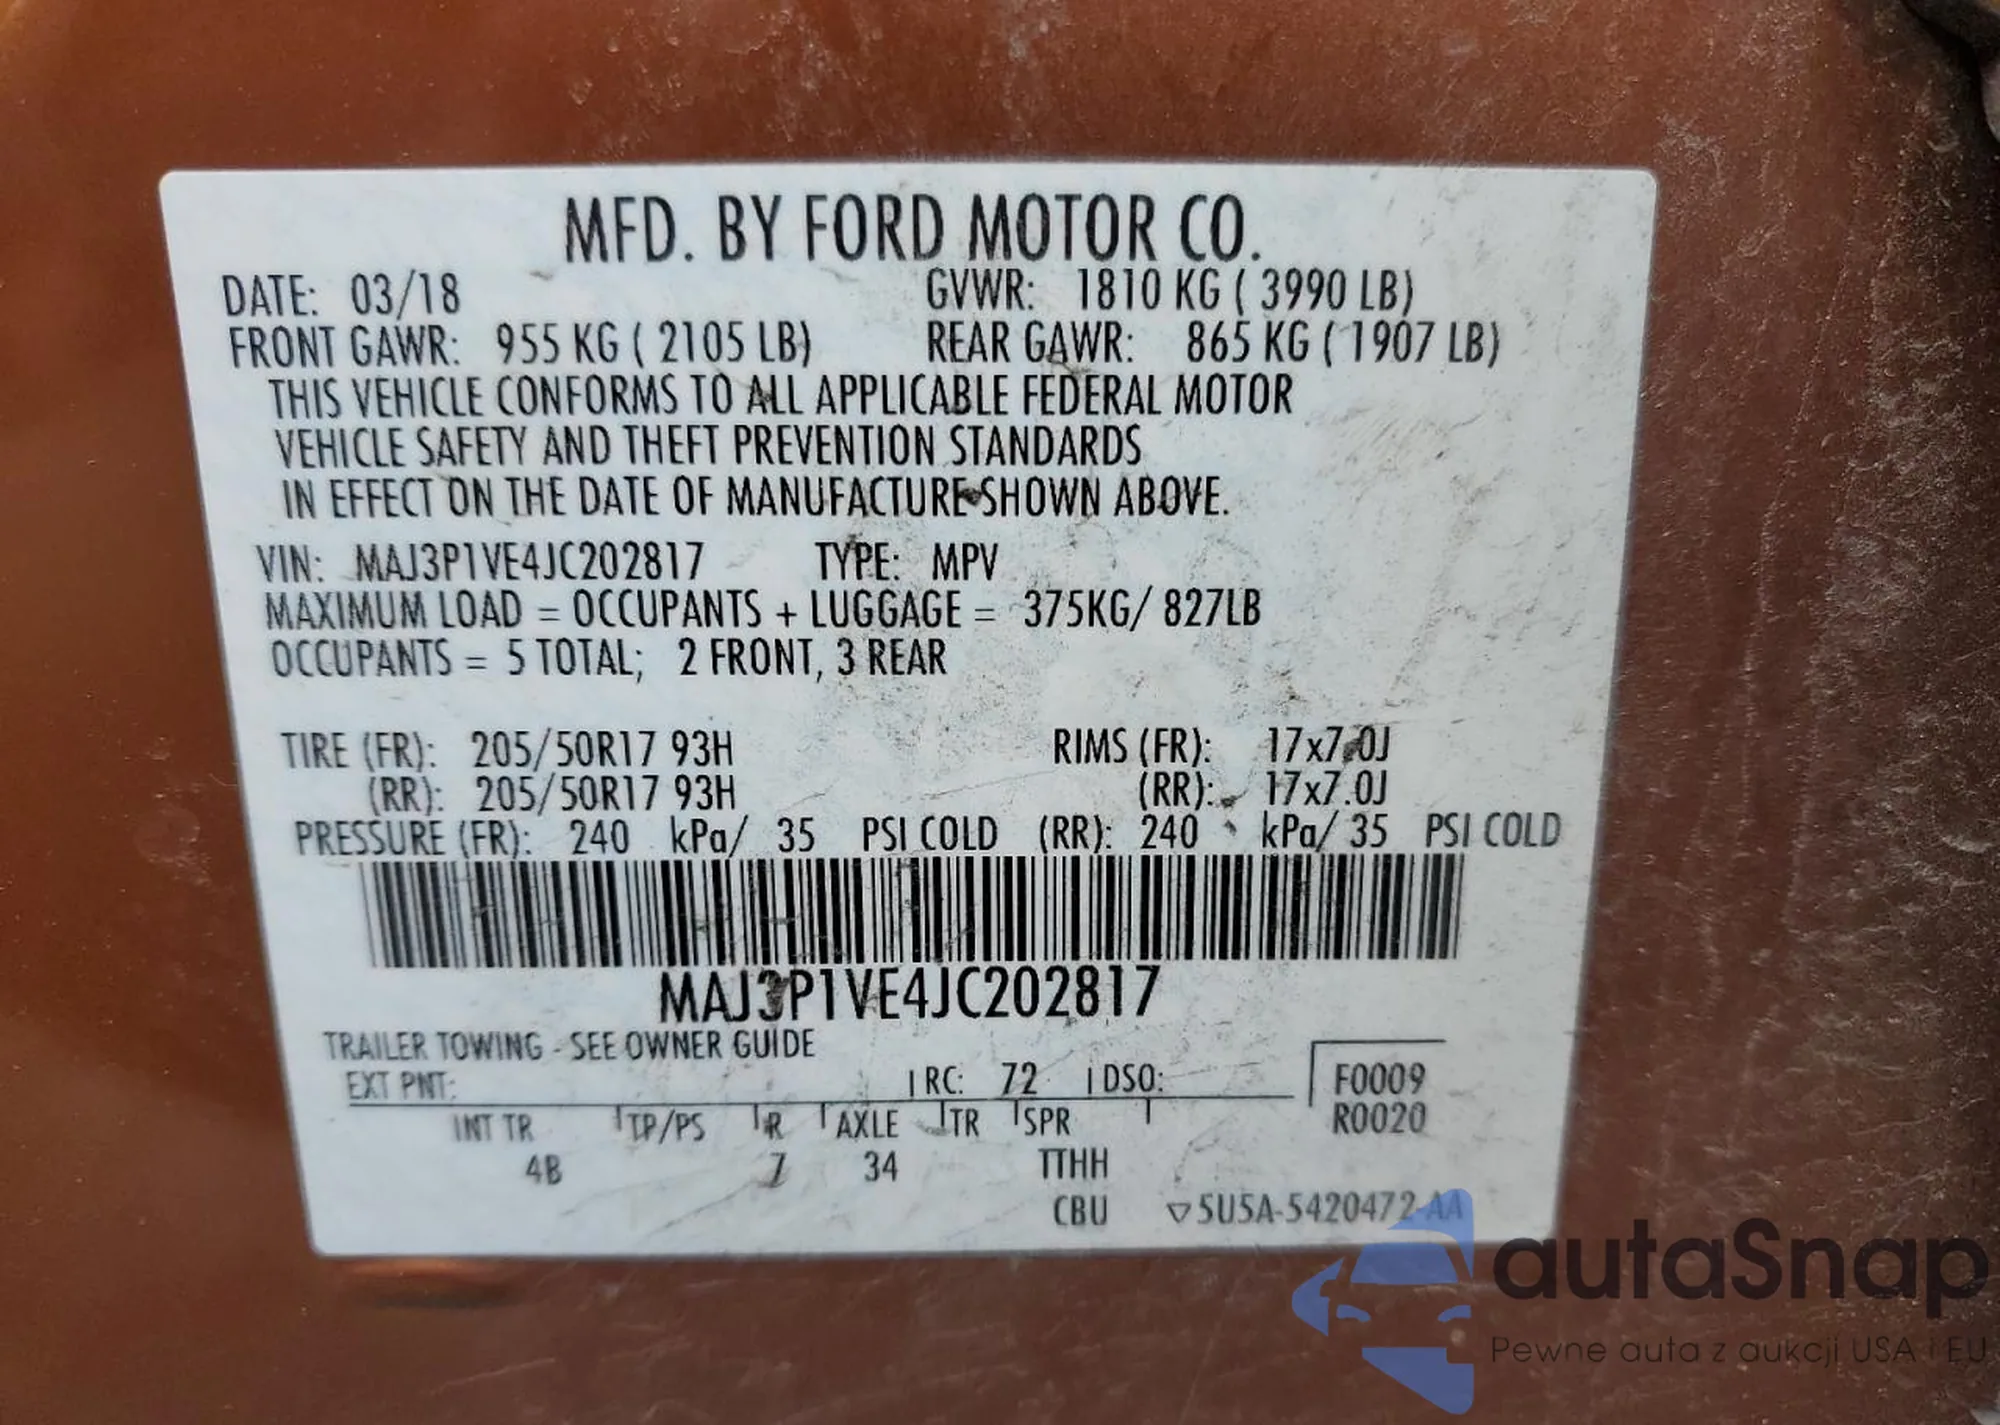 MFD. BY FORD MOTOR CO.
DATE: 03/18 GVWR: 1810 KG ( 3990 LB)
FRONT GAWR: 955 KG ( 2105 LB) REAR GAWR: 865 KG ( 1907 LB)
THIS VEHICLE CONFORMS TO ALL APPLICABLE FEDERAL MOTOR
VEHICLE SAFETY AND THEFT PREVENTION STANDARDS
IN EFFECT ON THE DATE OF MANUFACTURE SHOWN ABOVE.
VIN: MAJ3P1VE4JC202817 TYPE: MPV
MAXIMUM LOAD = OCCUPANTS + LUGGAGE = 375KG/ 827LB
OCCUPANTS = 5 TOTAL; 2 FRONT, 3 REAR
TIRE (FR): 205/50R17 93H RIMS (FR): 17x7.0J
(RR): 205/50R17 93H (RR): 17x7.0J
PRESSURE (FR): 240 kPa/ 35 PSI COLD (RR): 240 kPa/ 35 PSI COLD
MAJ3P1VE4JC202817
TRAILER TOWING - SEE OWNER GUIDE
EXT PNT: RC: 72 DSO: F0009
R0020
INT TR TP/PS R AXLE TR SPR
4B 7 34 TTHH
CBU ▽5U5A-5420472-AA
autaSnap
Pewne auta z aukcji USA i EU